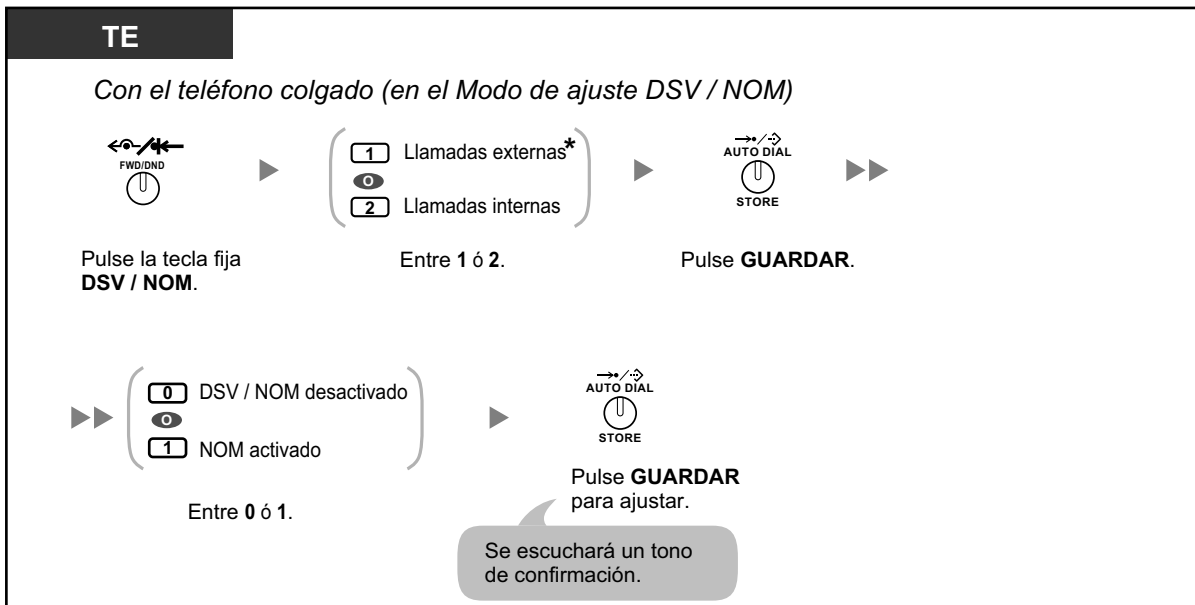 TE
Con el teléfono colgado (en el Modo de ajuste DSV / NOM)
FWD/DND
1 Llamadas externas*
O
2 Llamadas internas
AUTO DIAL
STORE
Pulse la tecla fija
DSV / NOM.
Entre 1 ó 2.
Pulse GUARDAR.
0 DSV / NOM desactivado
O
1 NOM activado
AUTO DIAL
STORE
Entre 0 ó 1.
Pulse GUARDAR
para ajustar.
Se escuchará un tono
de confirmación.